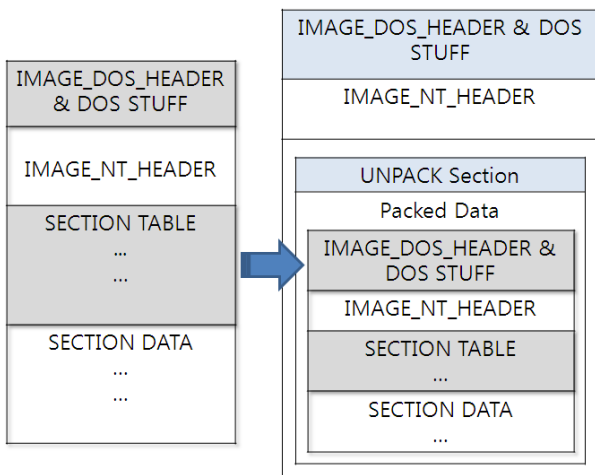 IMAGE_DOS_HEADER
& DOS STUFF
IMAGE_NT_HEADER
SECTION TABLE
...
...
SECTION DATA
...
...
IMAGE_DOS_HEADER & DOS
STUFF
IMAGE_NT_HEADER
UNPACK Section
Packed Data
IMAGE_DOS_HEADER &
DOS STUFF
IMAGE_NT_HEADER
SECTION TABLE
...
SECTION DATA
...